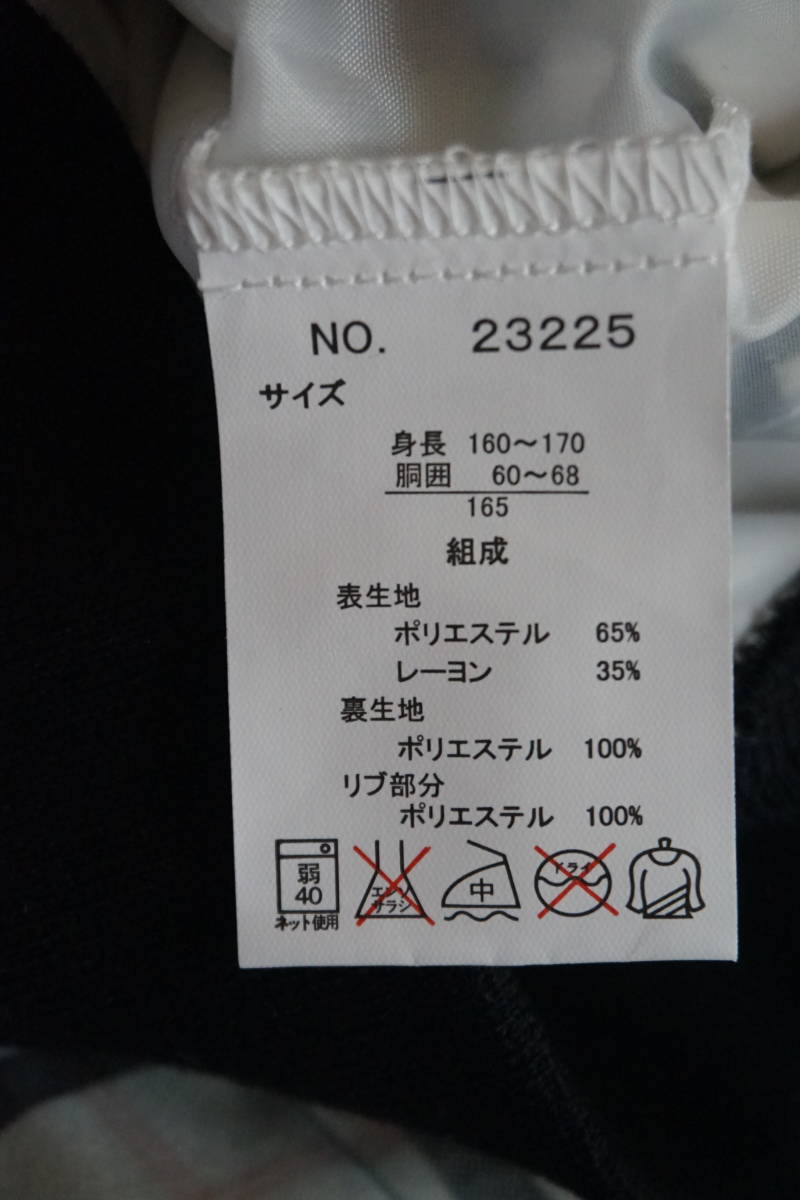 NO. 23225
サイズ
身長 160～170
胴囲 60～68
165
組成
表生地
ポリエステル 65%
レーヨン 35%
裏生地
ポリエステル 100%
リブ部分
ポリエステル 100%
弱
40
ネット使用
エンソ
サラシ
中
ドライ